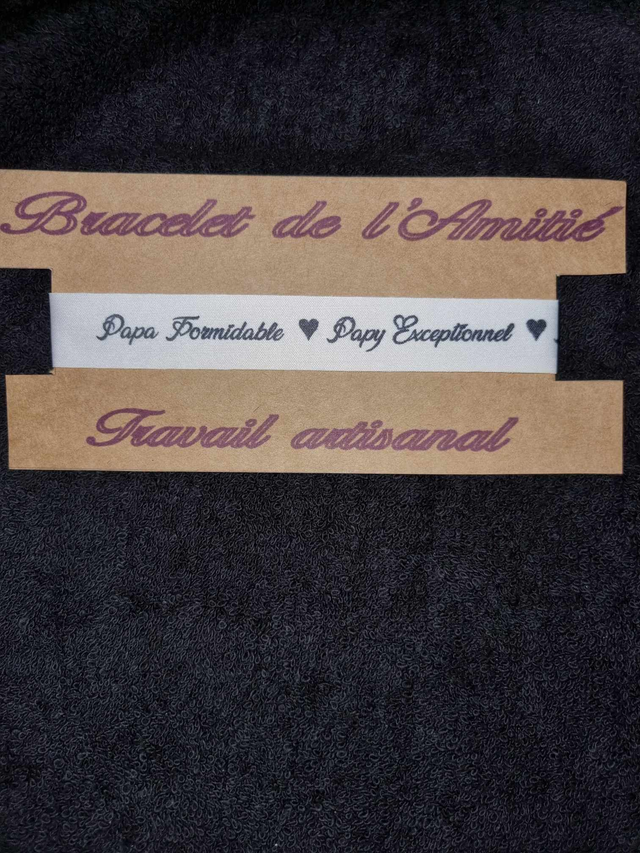 Bracelet de l'Amitié
Papa Formidable ♥ Papy Exceptionnel ♥
Travail artisanal